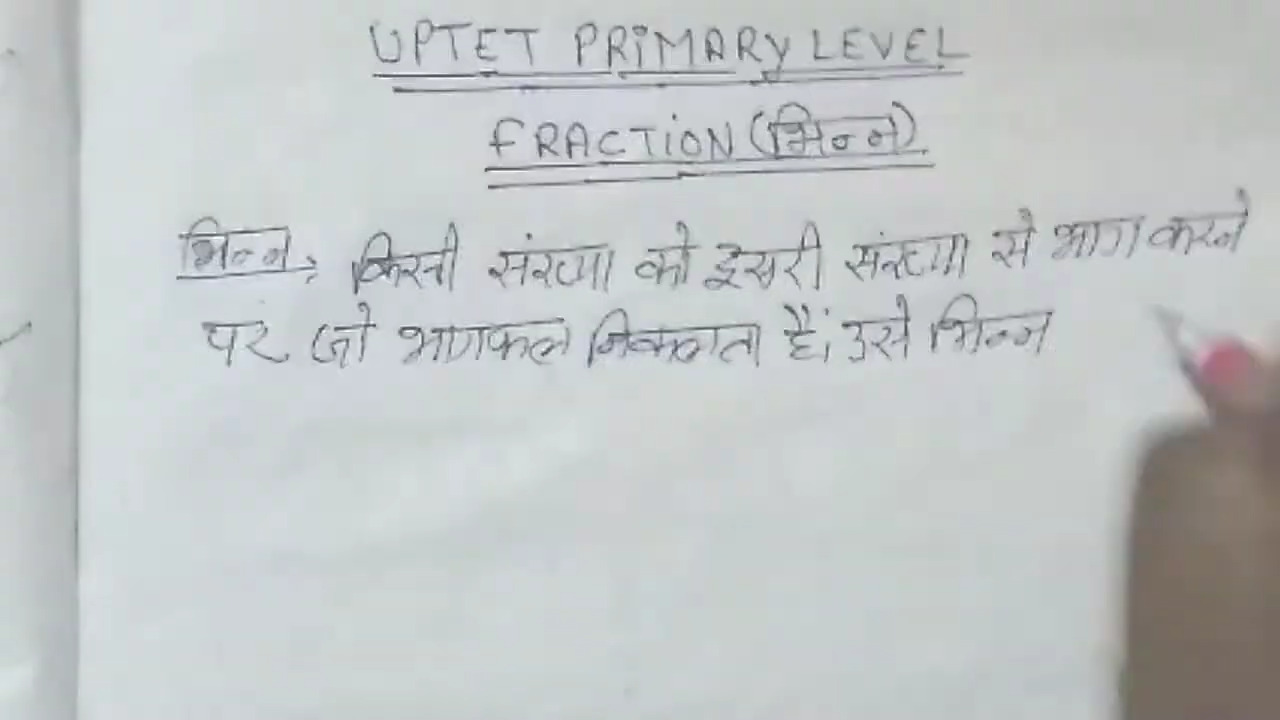 UPTET PRIMARY LEVEL
FRACTION (भिन्न)
भिन्न: किसी संख्या को दूसरी संख्या से भाग करने
पर जो भागफल निकलता है, उसे भिन्न